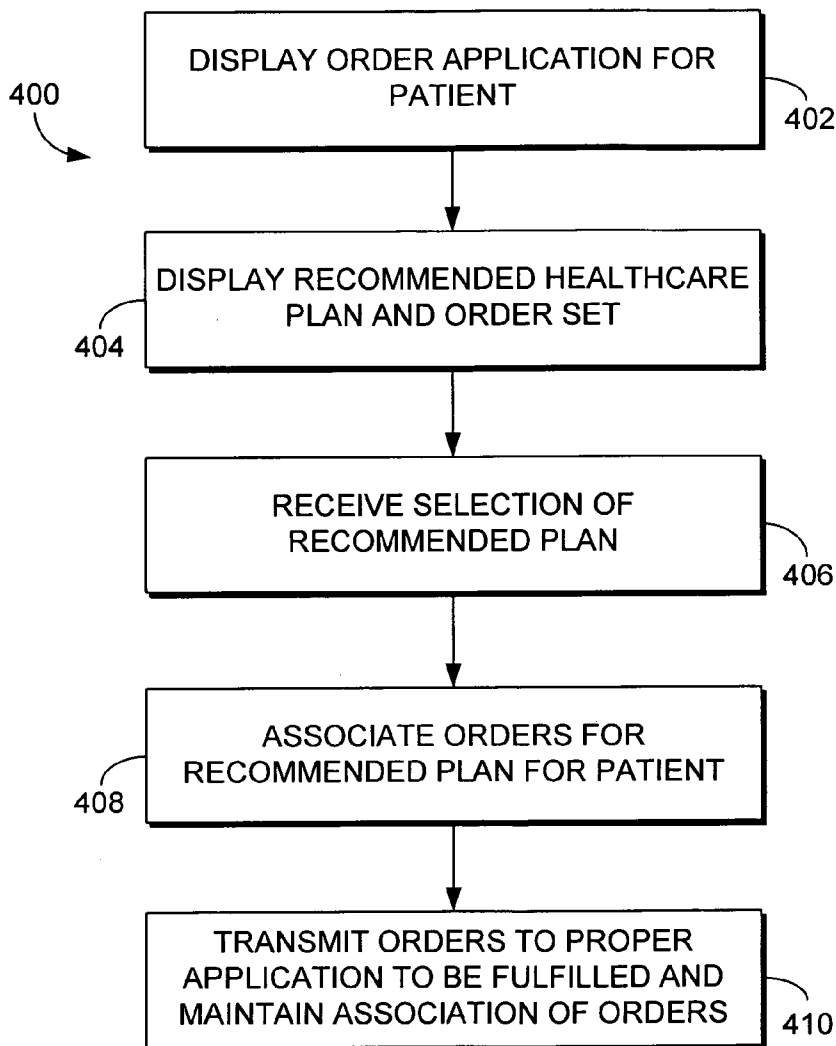 DISPLAY ORDER APPLICATION FOR
PATIENT
400
402
DISPLAY RECOMMENDED HEALTHCARE
PLAN AND ORDER SET
404
RECEIVE SELECTION OF
RECOMMENDED PLAN
406
ASSOCIATE ORDERS FOR
RECOMMENDED PLAN FOR PATIENT
408
TRANSMIT ORDERS TO PROPER
APPLICATION TO BE FULFILLED AND
MAINTAIN ASSOCIATION OF ORDERS
410